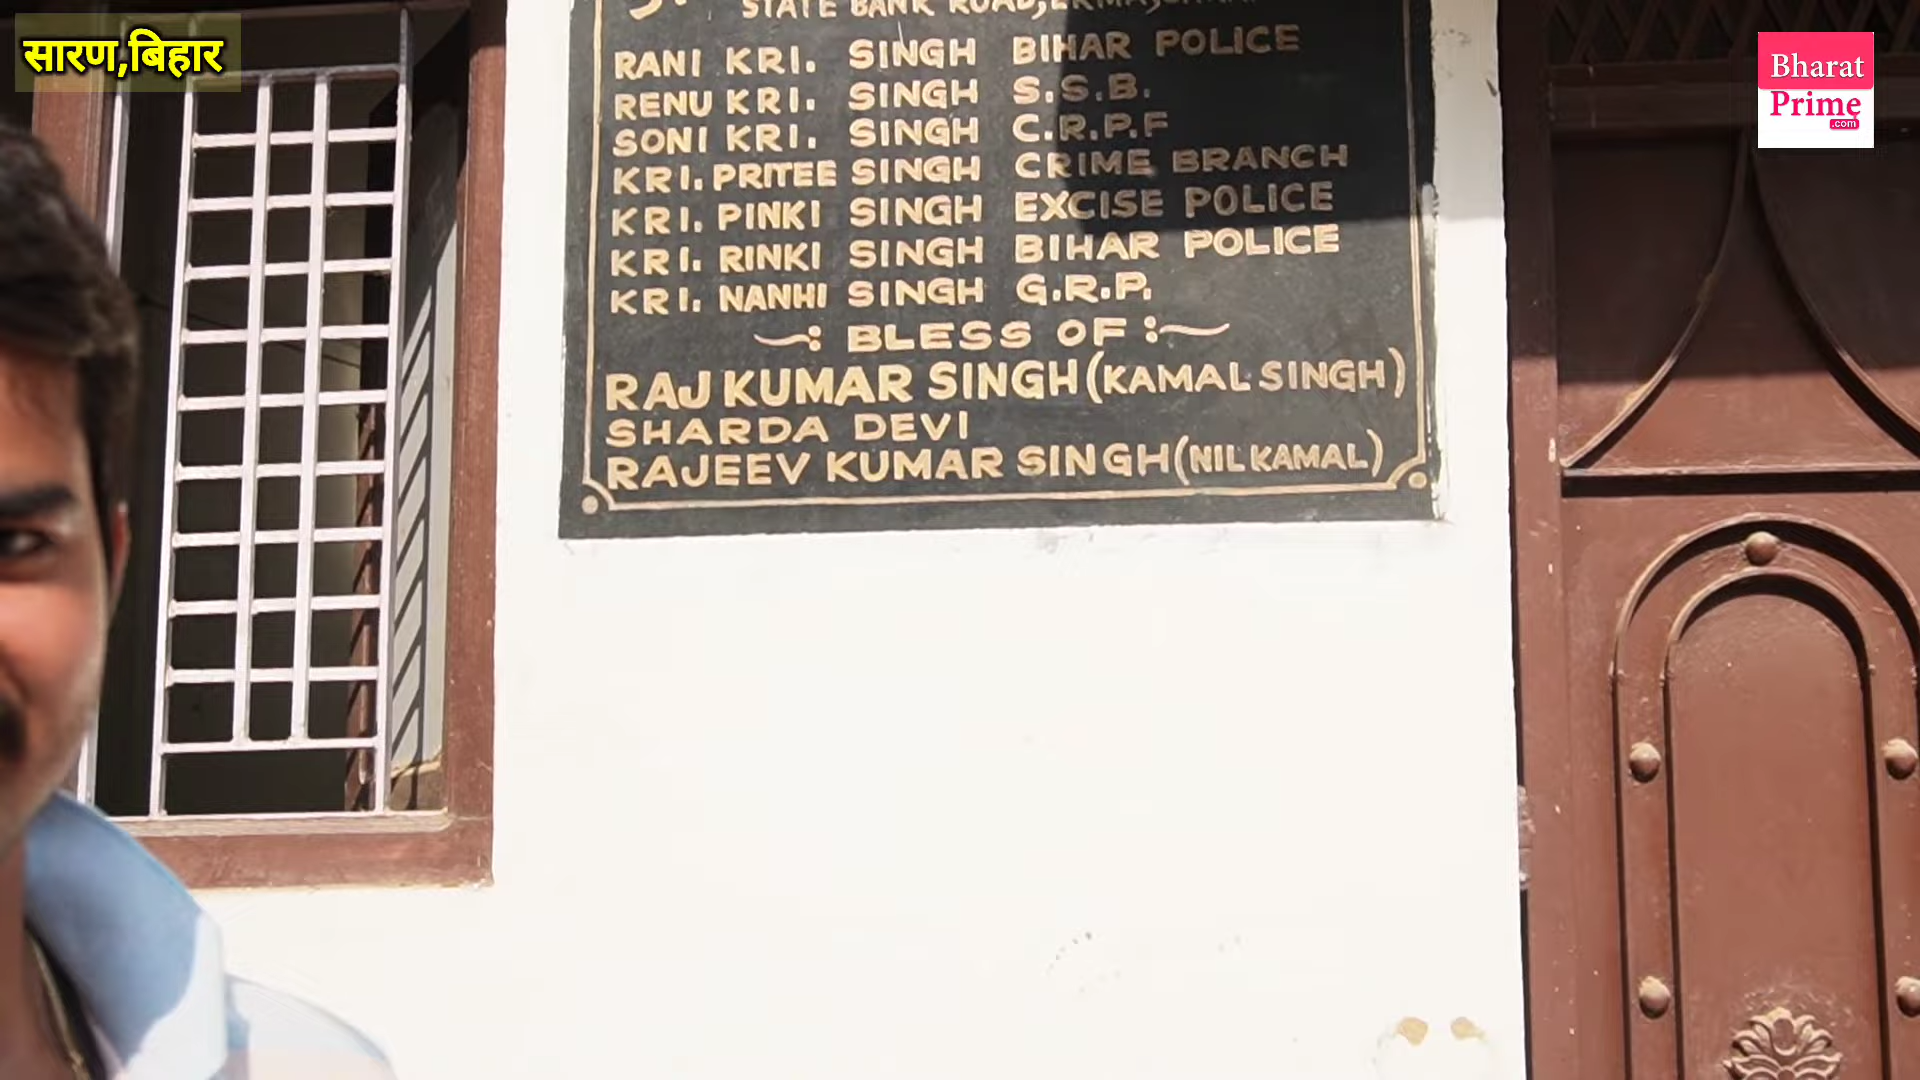 सारण,बिहार
Bharat
Prime
.com
STATE BANK ROAD,
RANI KRI. SINGH BIHAR POLICE
RENU KRI. SINGH S.S.B.
SONI KRI. SINGH C.R.P.F
KRI. PRITEE SINGH CRIME BRANCH
KRI. PINKI SINGH EXCISE POLICE
KRI. RINKI SINGH BIHAR POLICE
KRI. NANHI SINGH G.R.P.
BLESS OF
RAJ KUMAR SINGH (KAMAL SINGH)
SHARDA DEVI
RAJEEV KUMAR SINGH (NILKAMAL)